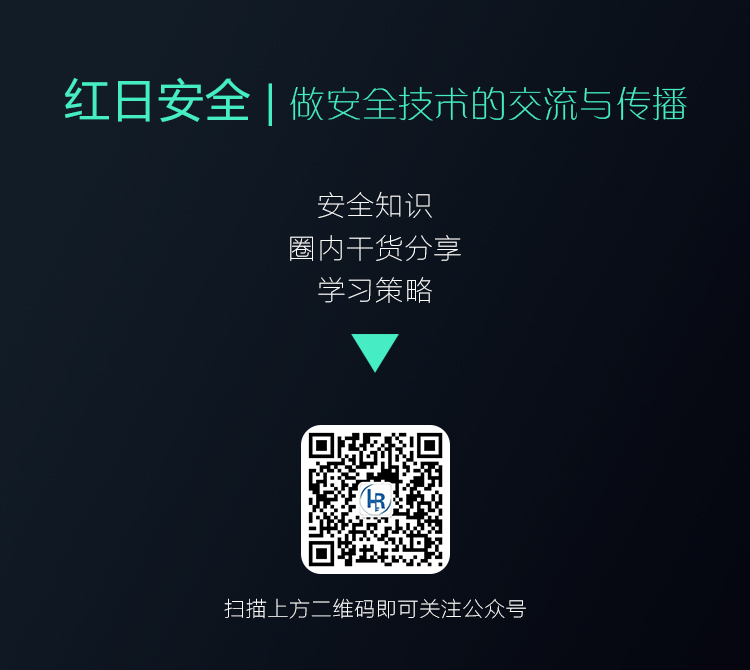 红日安全 | 做安全技术的交流与传播
安全知识
圈内干货分享
学习策略
HR
扫描上方二维码即可关注公众号